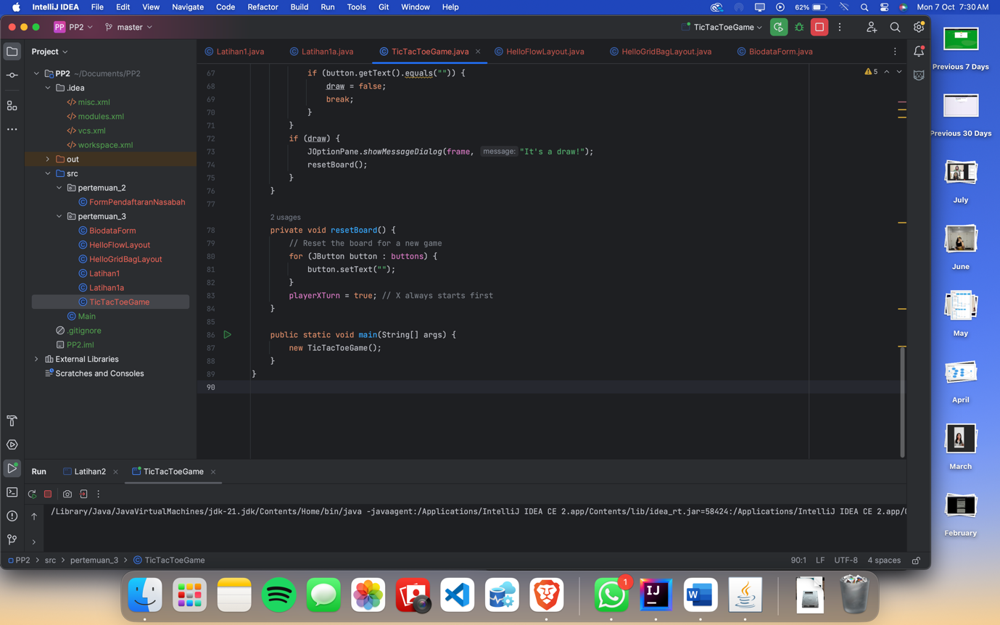 IntelliJ IDEA File Edit View Navigate Code Refactor Build Run Tools Git Window Help 62% Mon 7 Oct 7:30 AM
PP PP2 master TicTacToeGame
Project
Latihan1.java Latihan1a.java TicTacToeGame.java HelloFlowLayout.java HelloGridBagLayout.java BiodataForm.java
PP2 ~/Documents/PP2
.idea
misc.xml
modules.xml
vcs.xml
workspace.xml
out
src
pertemuan_2
FormPendaftaranNasabah
pertemuan_3
BiodataForm
HelloFlowLayout
HelloGridBagLayout
Latihan1
Latihan1a
TicTacToeGame
Main
.gitignore
PP2.iml
External Libraries
Scratches and Consoles
5
67 if (button.getText().equals("")) {
68 draw = false;
69 break;
70 }
71 }
72 if (draw) {
73 JOptionPane.showMessageDialog(frame, message: "It's a draw!");
74 resetBoard();
75 }
76 }
77
2 usages
78 private void resetBoard() {
79 // Reset the board for a new game
80 for (JButton button : buttons) {
81 button.setText("");
82 }
83 playerXTurn = true; // X always starts first
84 }
85
86 public static void main(String[] args) {
87 new TicTacToeGame();
88 }
89 }
90
Run Latihan2 TicTacToeGame
/Library/Java/JavaVirtualMachines/jdk-21.jdk/Contents/Home/bin/java -javaagent:/Applications/IntelliJ IDEA CE 2.app/Contents/lib/idea_rt.jar=58424:/Applications/IntelliJ IDEA CE 2.app/
PP2 src pertemuan_3 TicTacToeGame 90:1 LF UTF-8 4 spaces
Previous 7 Days
Previous 30 Days
July
June
May
April
March
February
1
IJ
W